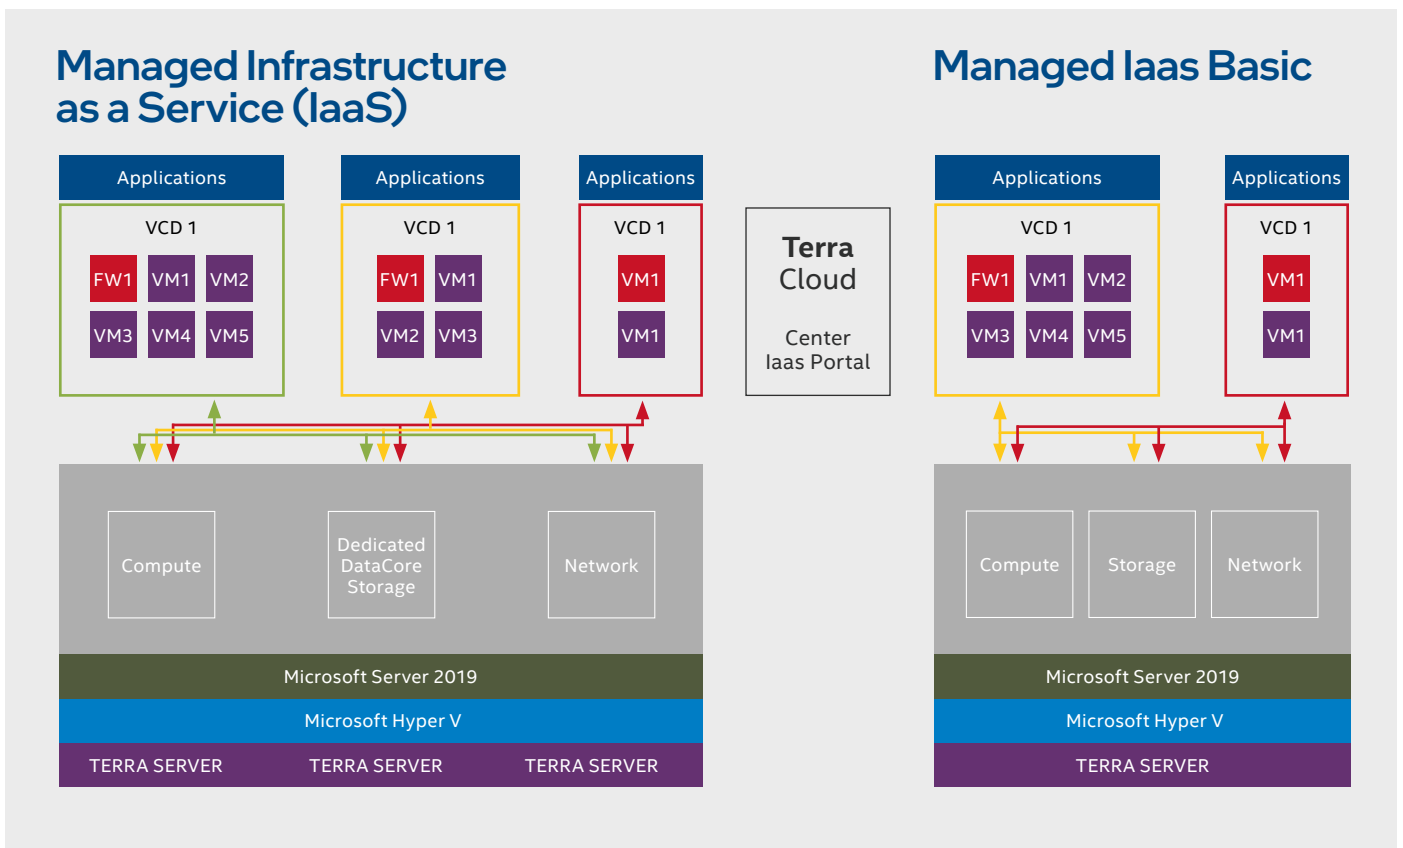 Managed Infrastructure
as a Service (IaaS)
Applications
VCD 1
FW1 VM1 VM2
VM3 VM4 VM5
Applications
VCD 1
FW1 VM1
VM2 VM3
Applications
VCD 1
VM1
VM1
Compute
Dedicated
DataCore
Storage
Network
Microsoft Server 2019
Microsoft Hyper V
TERRA SERVER TERRA SERVER TERRA SERVER
Terra
Cloud
Center
Iaas Portal
Managed Iaas Basic
Applications
VCD 1
FW1 VM1 VM2
VM3 VM4 VM5
Applications
VCD 1
VM1
VM1
Compute Storage Network
Microsoft Server 2019
Microsoft Hyper V
TERRA SERVER